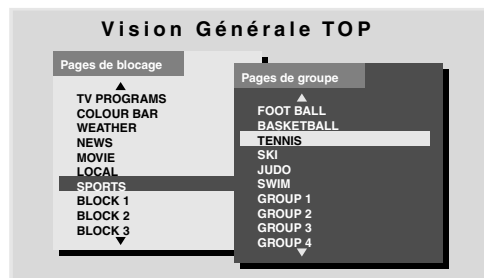 Vision Générale TOP
Pages de blocage
TV PROGRAMS
COLOUR BAR
WEATHER
NEWS
MOVIE
LOCAL
SPORTS
BLOCK 1
BLOCK 2
BLOCK 3
Pages de groupe
FOOT BALL
BASKETBALL
TENNIS
SKI
JUDO
SWIM
GROUP 1
GROUP 2
GROUP 3
GROUP 4